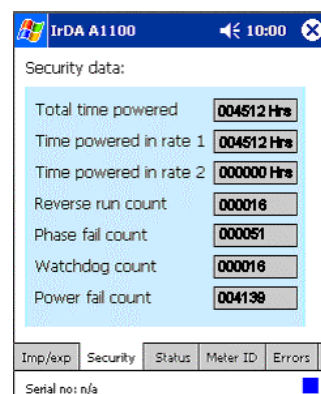 IrDA A1100 10:00
Security data:
Total time powered 004512 Hrs
Time powered in rate 1 004512 Hrs
Time powered in rate 2 000000 Hrs
Reverse run count 000016
Phase fail count 000051
Watchdog count 000016
Power fail count 004139
Imp/exp Security Status Meter ID Errors
Serial no: n/a